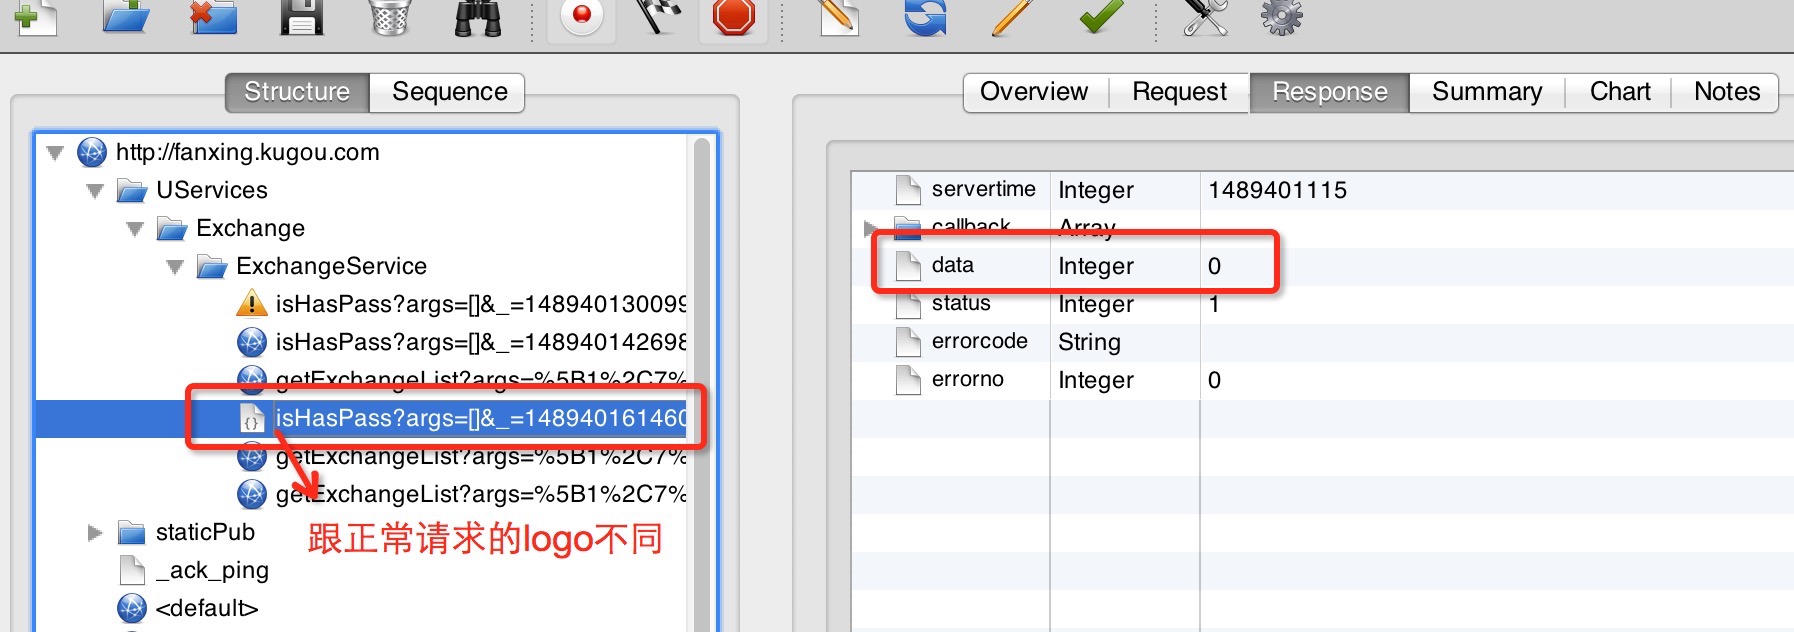 Structure Sequence
Overview Request Response Summary Chart Notes
http://fanxing.kugou.com
UServices
Exchange
ExchangeService
isHasPass?args=[]&_=148940130099
isHasPass?args=[]&_=148940142698
getExchangeList?args=%5B1%2C7%
isHasPass?args=[]&_=148940161460
getExchangeList?args=%5B1%2C7%
getExchangeList?args=%5B1%2C7%
跟正常请求的logo不同
staticPub
_ack_ping
<default>
servertime Integer 1489401115
callback Array
data Integer 0
status Integer 1
errorcode String
errorno Integer 0